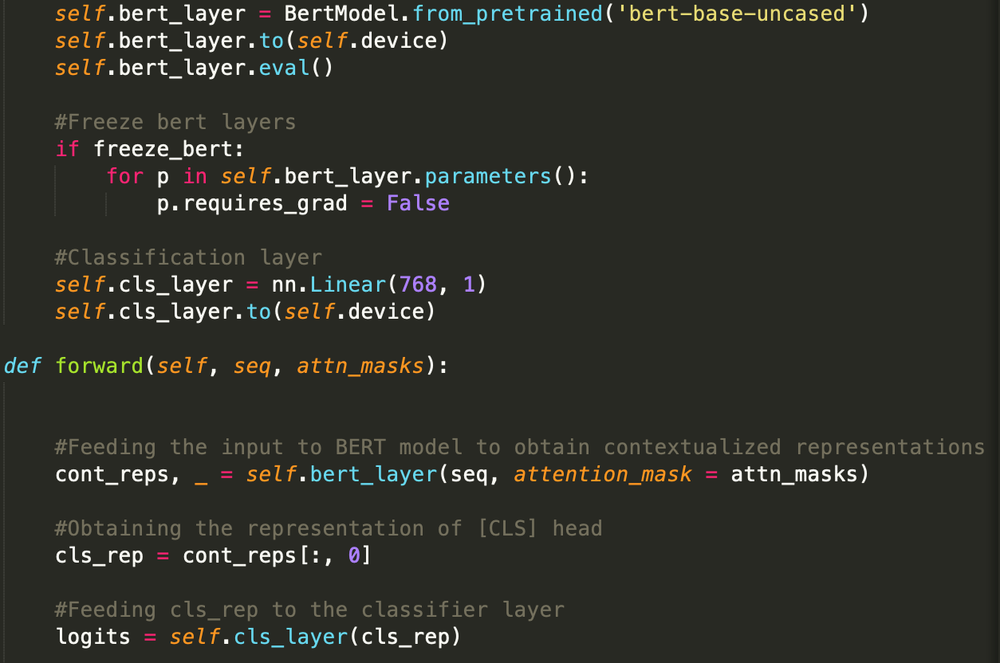 self.bert_layer = BertModel.from_pretrained('bert-base-uncased')
self.bert_layer.to(self.device)
self.bert_layer.eval()
#Freeze bert layers
if freeze_bert:
for p in self.bert_layer.parameters():
p.requires_grad = False
#Classification layer
self.cls_layer = nn.Linear(768, 1)
self.cls_layer.to(self.device)
def forward(self, seq, attn_masks):
#Feeding the input to BERT model to obtain contextualized representations
cont_reps, _ = self.bert_layer(seq, attention_mask = attn_masks)
#Obtaining the representation of [CLS] head
cls_rep = cont_reps[:, 0]
#Feeding cls_rep to the classifier layer
logits = self.cls_layer(cls_rep)